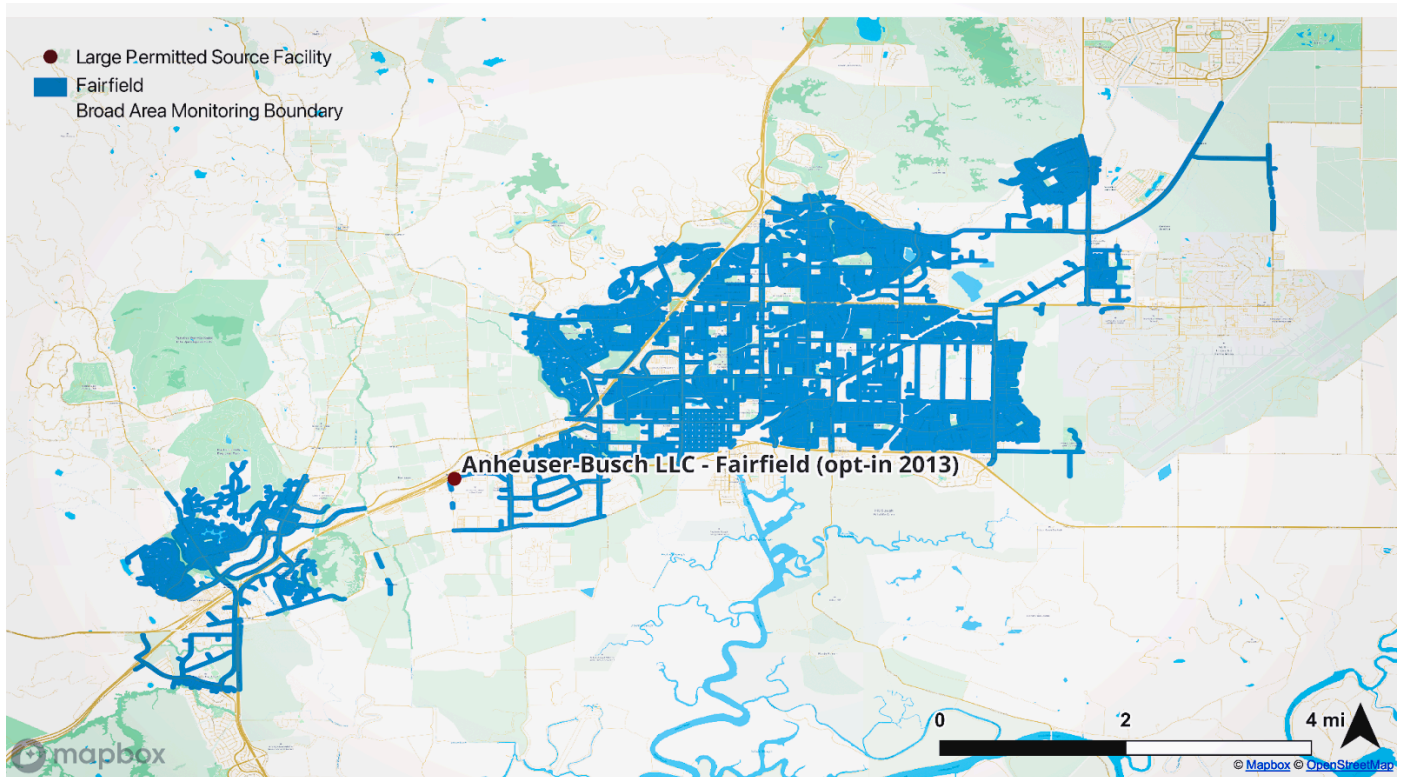 Large Permitted Source Facility
Fairfield
Broad Area Monitoring Boundary
Anheuser-Busch LLC - Fairfield (opt-in 2013)
0 2 4 mi
mapbox
© Mapbox © OpenStreetMap